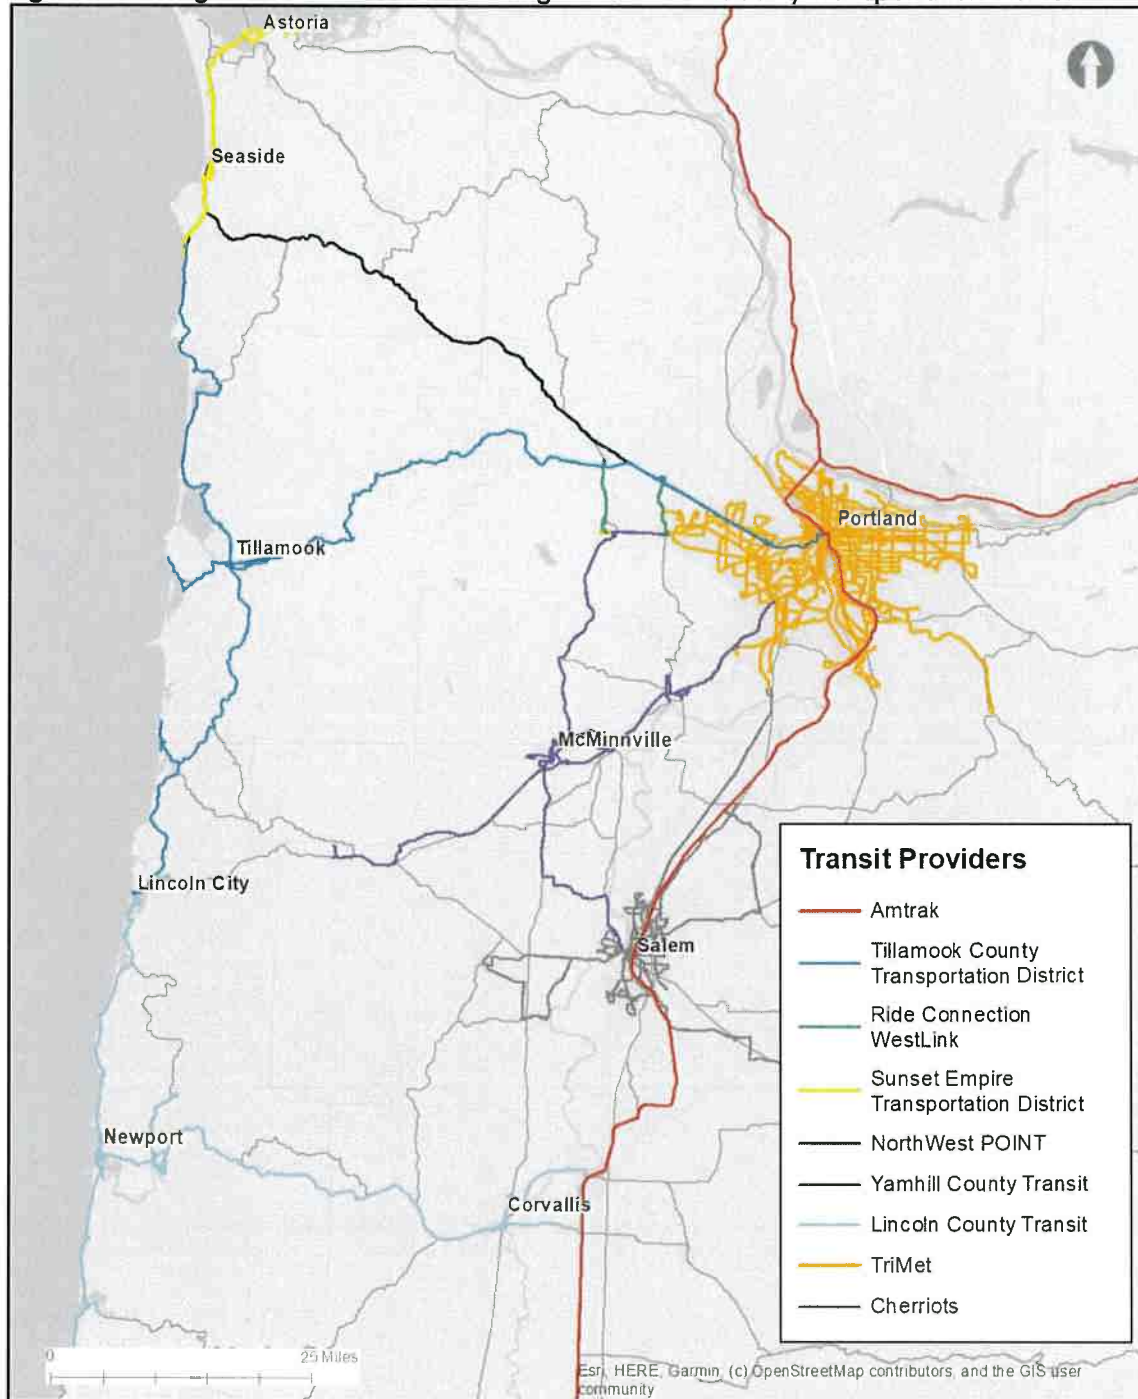 Astoria
Seaside
Portland
Tillamook
McMinnville
Lincoln City
Salem
Newport
Corvallis
Transit Providers
Amtrak
Tillamook County
Transportation District
Ride Connection
WestLink
Sunset Empire
Transportation District
NorthWest POINT
Yamhill County Transit
Lincoln County Transit
TriMet
Cherriots
0
25 Miles
Esri, HERE, Garmin, (c) OpenStreetMap contributors, and the GIS user
community